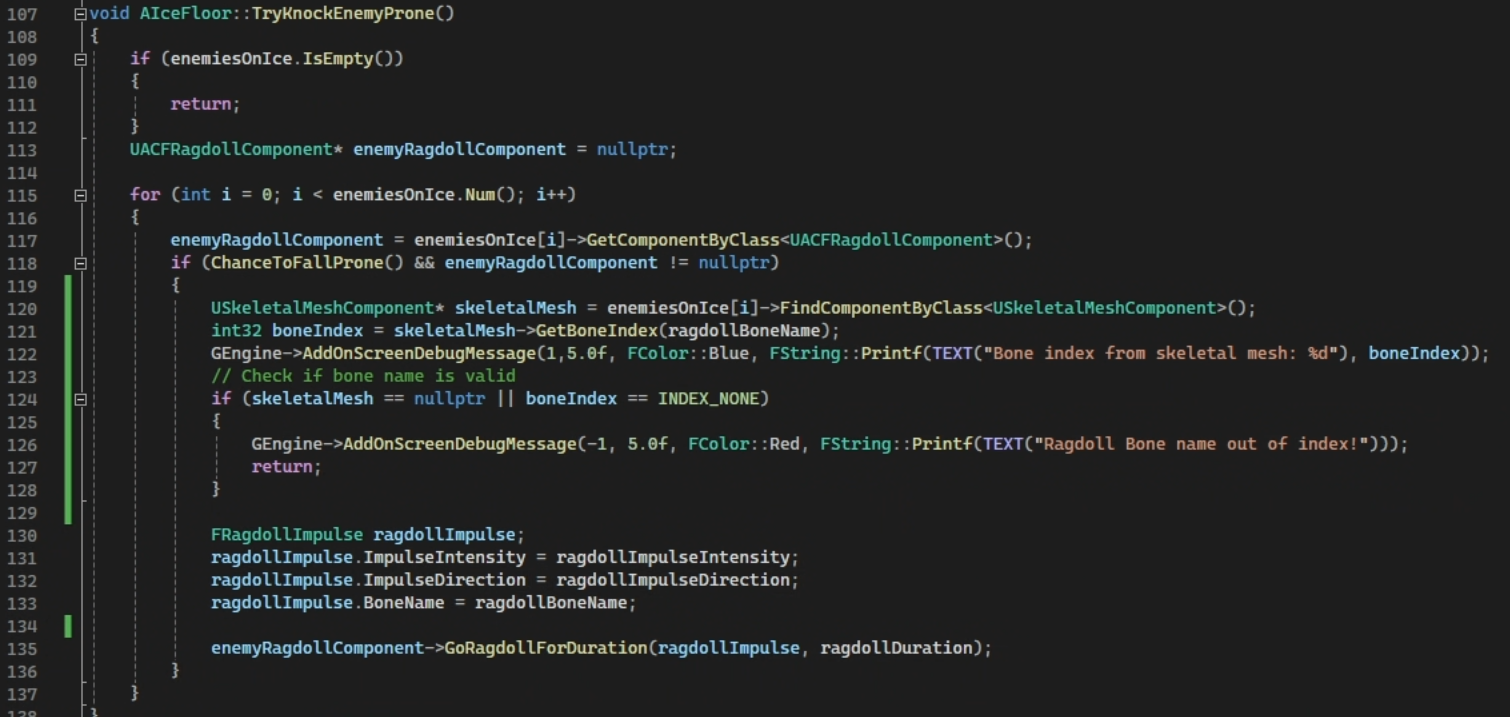 107 void AIceFloor::TryKnockEnemyProne()
108 {
109     if (enemiesOnIce.IsEmpty())
110     {
111         return;
112     }
113     UACFRagdollComponent* enemyRagdollComponent = nullptr;
114
115     for (int i = 0; i < enemiesOnIce.Num(); i++)
116     {
117         enemyRagdollComponent = enemiesOnIce[i]->GetComponentByClass<UACFRagdollComponent>();
118         if (ChanceToFallProne() && enemyRagdollComponent != nullptr)
119         {
120             USkeletalMeshComponent* skeletalMesh = enemiesOnIce[i]->FindComponentByClass<USkeletalMeshComponent>();
121             int32 boneIndex = skeletalMesh->GetBoneIndex(ragdollBoneName);
122             GEngine->AddOnScreenDebugMessage(1,5.0f, FColor::Blue, FString::Printf(TEXT("Bone index from skeletal mesh: %d"), boneIndex));
123             // Check if bone name is valid
124             if (skeletalMesh == nullptr || boneIndex == INDEX_NONE)
125             {
126                 GEngine->AddOnScreenDebugMessage(-1, 5.0f, FColor::Red, FString::Printf(TEXT("Ragdoll Bone name out of index!")));
127                 return;
128             }
129
130             FRagdollImpulse ragdollImpulse;
131             ragdollImpulse.ImpulseIntensity = ragdollImpulseIntensity;
132             ragdollImpulse.ImpulseDirection = ragdollImpulseDirection;
133             ragdollImpulse.BoneName = ragdollBoneName;
134
135             enemyRagdollComponent->GoRagdollForDuration(ragdollImpulse, ragdollDuration);
136         }
137     }
138 }